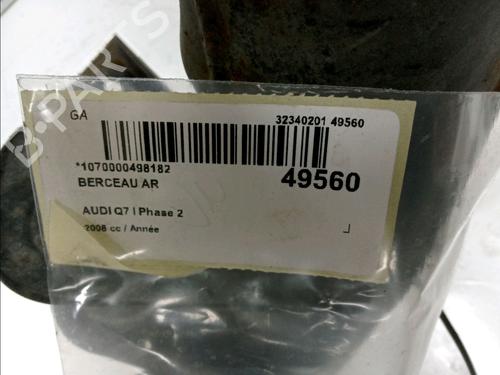 B-PARTS
GA
32340201 49560
*1070000498182
BERCEAU AR
49560
AUDI Q7 I Phase 2
2008 cc / Année